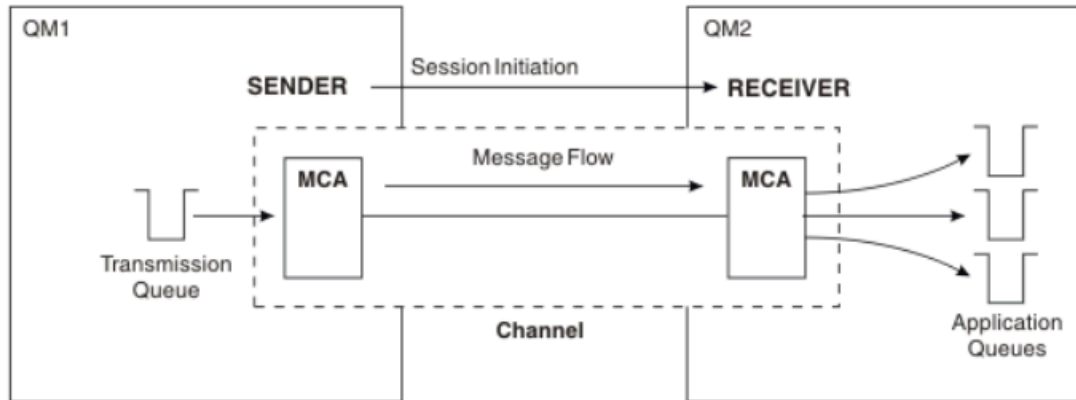 QM1
QM2
Session Initiation
SENDER
RECEIVER
Message Flow
MCA
MCA
Transmission
Queue
Channel
Application
Queues